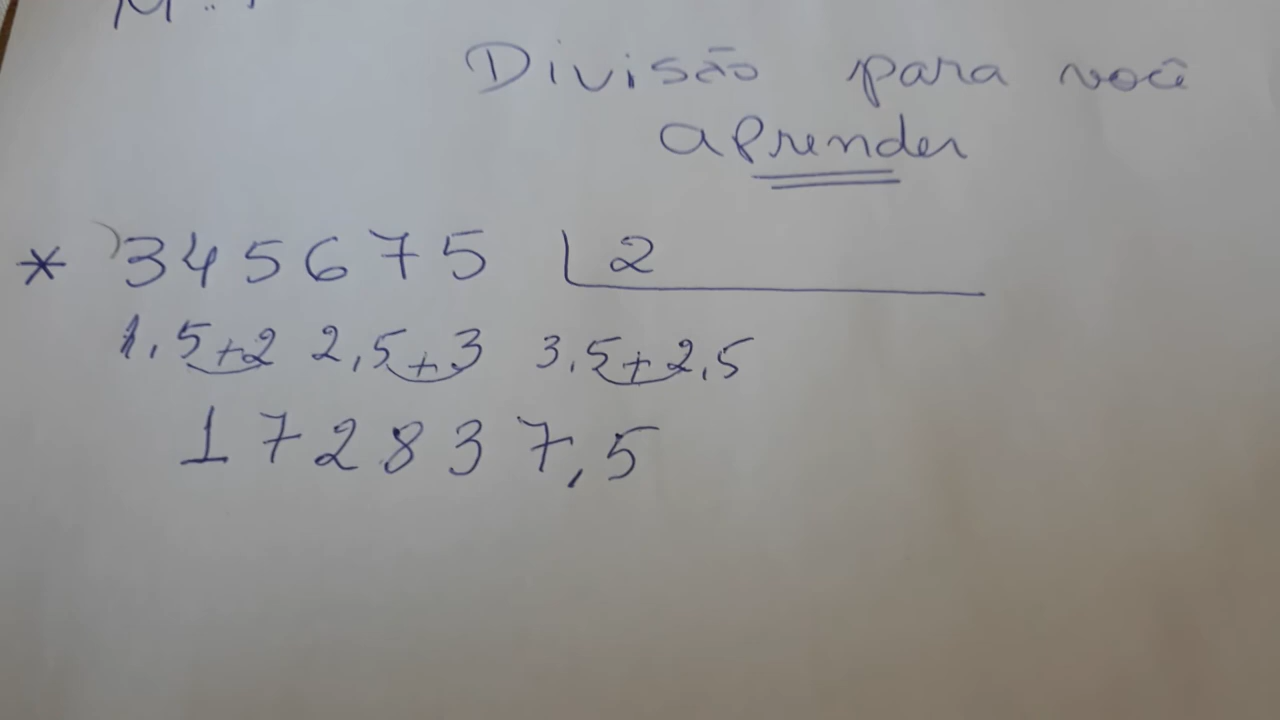 Divisão para você
aprender
* 345675 2
1,5+2 2,5+3 3,5+2,5
172837,5